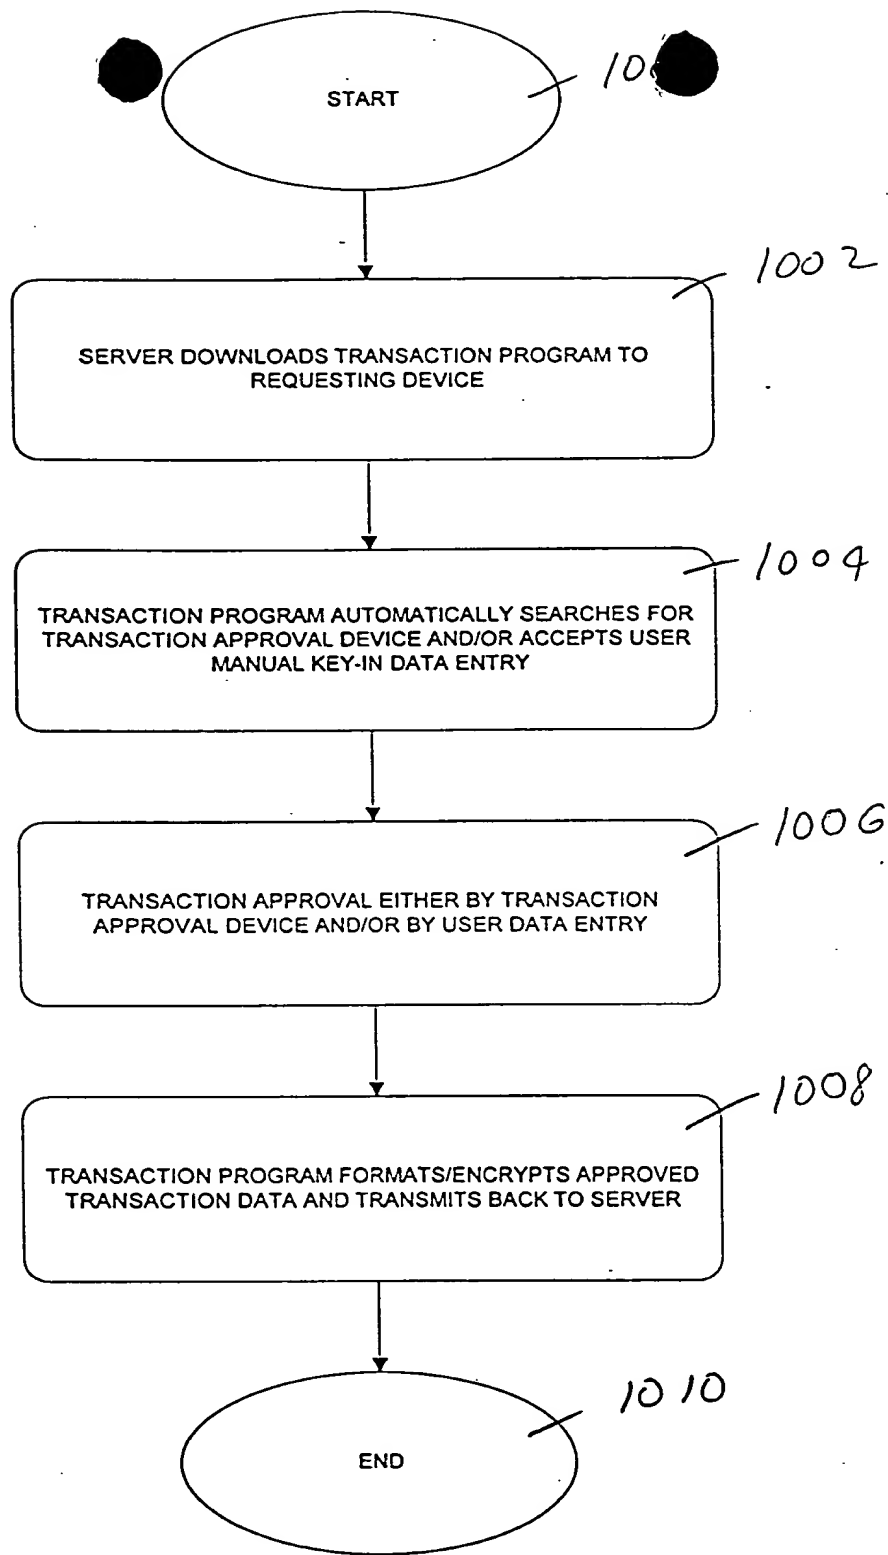 START
10
1002
SERVER DOWNLOADS TRANSACTION PROGRAM TO
REQUESTING DEVICE
1004
TRANSACTION PROGRAM AUTOMATICALLY SEARCHES FOR
TRANSACTION APPROVAL DEVICE AND/OR ACCEPTS USER
MANUAL KEY-IN DATA ENTRY
1006
TRANSACTION APPROVAL EITHER BY TRANSACTION
APPROVAL DEVICE AND/OR BY USER DATA ENTRY
1008
TRANSACTION PROGRAM FORMATS/ENCRYPTS APPROVED
TRANSACTION DATA AND TRANSMITS BACK TO SERVER
1010
END